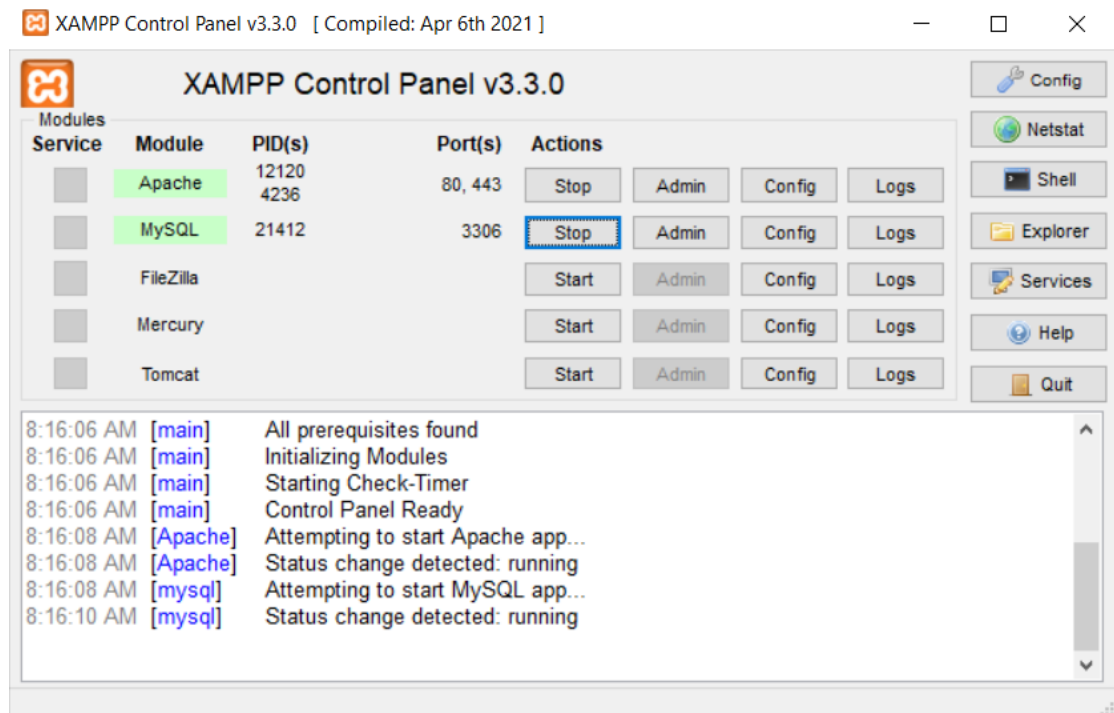 XAMPP Control Panel v3.3.0 [ Compiled: Apr 6th 2021 ]
XAMPP Control Panel v3.3.0
Config
Modules
Netstat
Service Module PID(s) Port(s) Actions
Apache 12120 4236 80, 443 Stop Admin Config Logs
Shell
MySQL 21412 3306 Stop Admin Config Logs
Explorer
FileZilla Start Admin Config Logs
Services
Mercury Start Admin Config Logs
Help
Tomcat Start Admin Config Logs
Quit
8:16:06 AM [main] All prerequisites found
8:16:06 AM [main] Initializing Modules
8:16:06 AM [main] Starting Check-Timer
8:16:06 AM [main] Control Panel Ready
8:16:08 AM [Apache] Attempting to start Apache app...
8:16:08 AM [Apache] Status change detected: running
8:16:08 AM [mysql] Attempting to start MySQL app...
8:16:10 AM [mysql] Status change detected: running